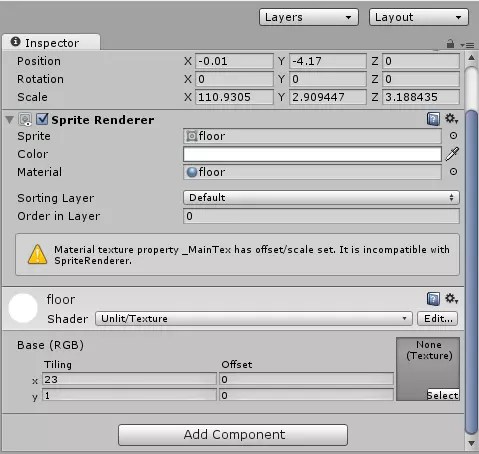 Layers Layout
Inspector
Position X -0.01 Y -4.17 Z 0
Rotation X 0 Y 0 Z 0
Scale X 110.9305 Y 2.909447 Z 3.188435
Sprite Renderer
Sprite floor
Color
Material floor
Sorting Layer Default
Order in Layer 0
Material texture property _MainTex has offset/scale set. It is incompatible with
SpriteRenderer.
floor
Shader Unlit/Texture Edit...
Base (RGB) None
(Texture)
Tiling Offset
x 23 0
y 1 0 Select
Add Component